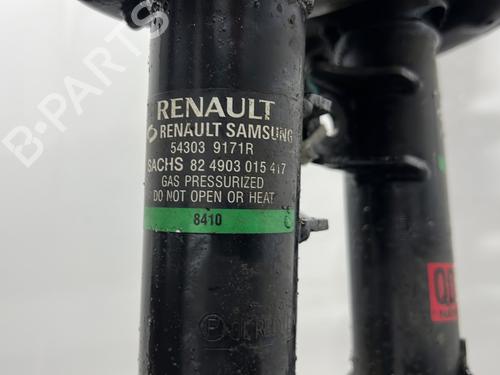 B-PARTS
RENAULT
RENAULT SAMSUNG
54303 9171R
SACHS 82 4903 015 417
GAS PRESSURIZED
DO NOT OPEN OR HEAT
8410